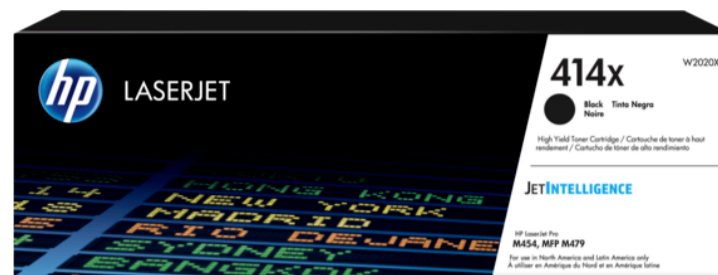 hp LASERJET
414x
W2020X
Black Tinta Negra
Noire
High Yield Toner Cartridge / Cartouche de toner à haut
rendement / Cartucho de tóner de alto rendimiento
JETINTELLIGENCE
HP LaserJet Pro
M454, MFP M479
For use in North America and Latin America only
À utiliser en Amérique du Nord et en Amérique latine
HONG KONG
14 NEW YORK
MADRID
RIO DEJANE
SYDNEY
BANGKOK